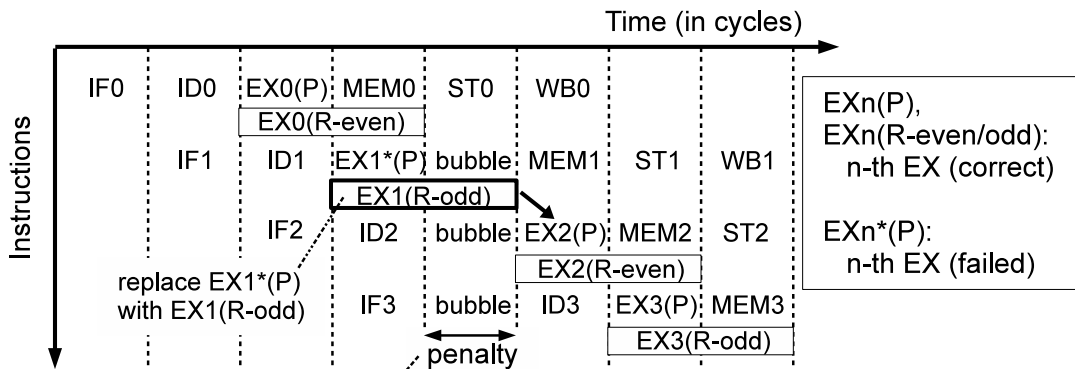 Time (in cycles)
Instructions
IF0 ID0 EX0(P) MEM0 ST0 WB0
EX0(R-even)
IF1 ID1 EX1*(P) bubble MEM1 ST1 WB1
EX1(R-odd)
IF2 ID2 bubble EX2(P) MEM2 ST2
EX2(R-even)
replace EX1*(P)
with EX1(R-odd)
IF3 bubble ID3 EX3(P) MEM3
EX3(R-odd)
penalty
EXn(P),
EXn(R-even/odd):
n-th EX (correct)
EXn*(P):
n-th EX (failed)